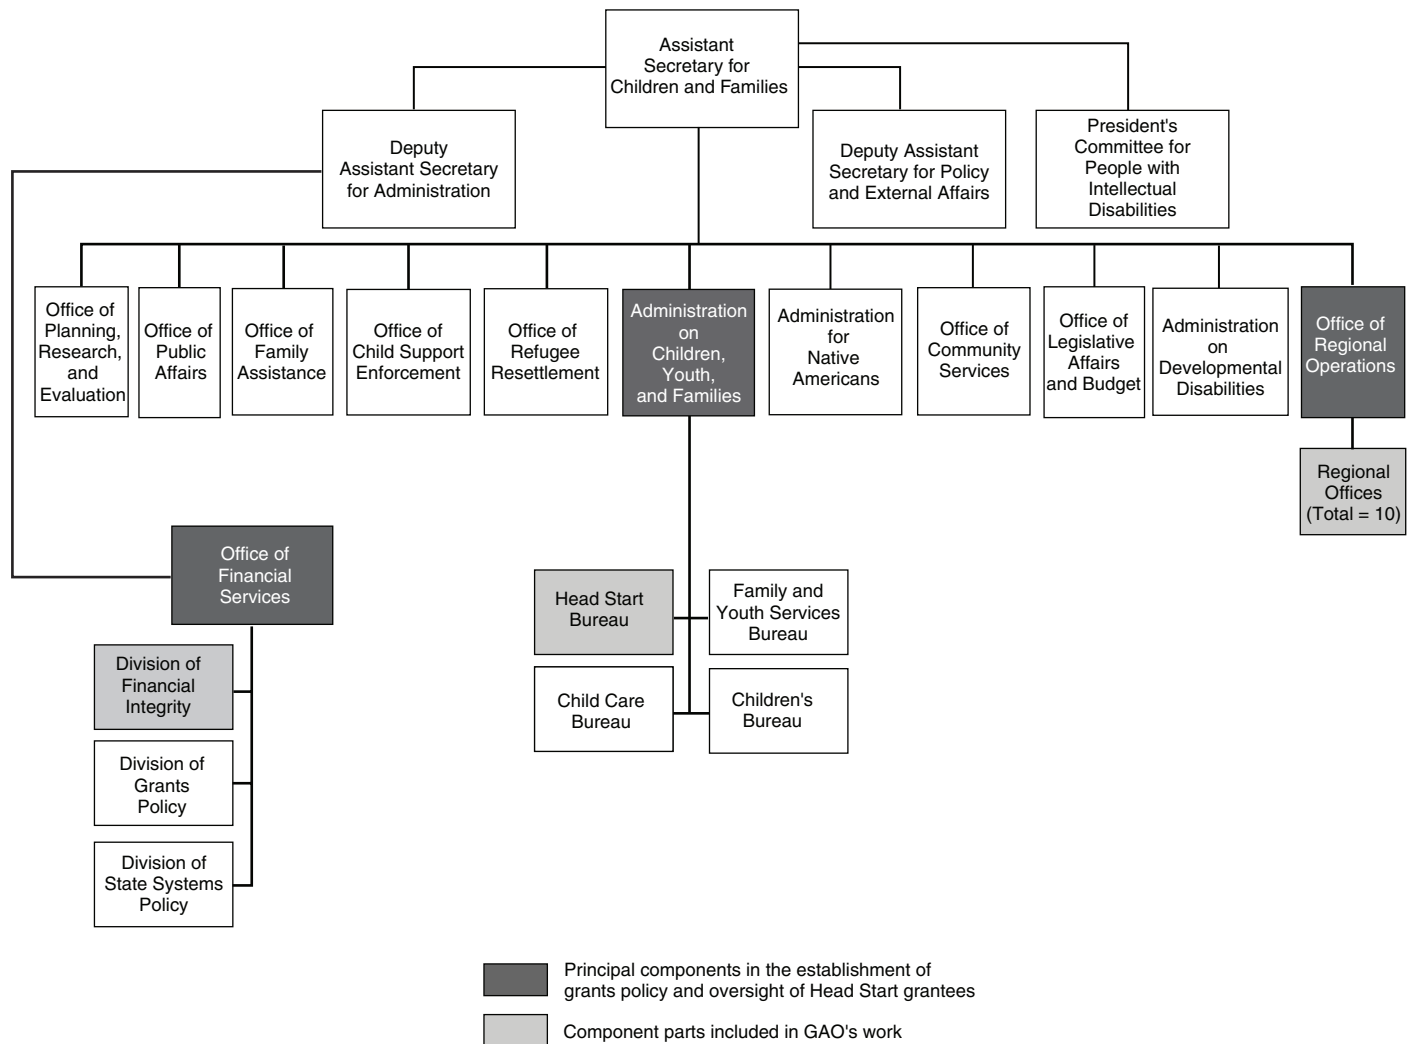 Assistant
Secretary for
Children and Families
Deputy
Assistant Secretary
for Administration
Deputy Assistant
Secretary for Policy
and External Affairs
President's
Committee for
People with
Intellectual
Disabilities
Office of
Planning,
Research,
and
Evaluation
Office of
Public
Affairs
Office of
Family
Assistance
Office of
Child Support
Enforcement
Office of
Refugee
Resettlement
Administration
on
Children,
Youth,
and Families
Administration
for
Native
Americans
Office of
Community
Services
Office of
Legislative
Affairs
and Budget
Administration
on
Developmental
Disabilities
Office of
Regional
Operations
Regional
Offices
(Total = 10)
Office of
Financial
Services
Division of
Financial
Integrity
Division of
Grants
Policy
Division of
State Systems
Policy
Head Start
Bureau
Family and
Youth Services
Bureau
Child Care
Bureau
Children's
Bureau
Principal components in the establishment of
grants policy and oversight of Head Start grantees
Component parts included in GAO's work